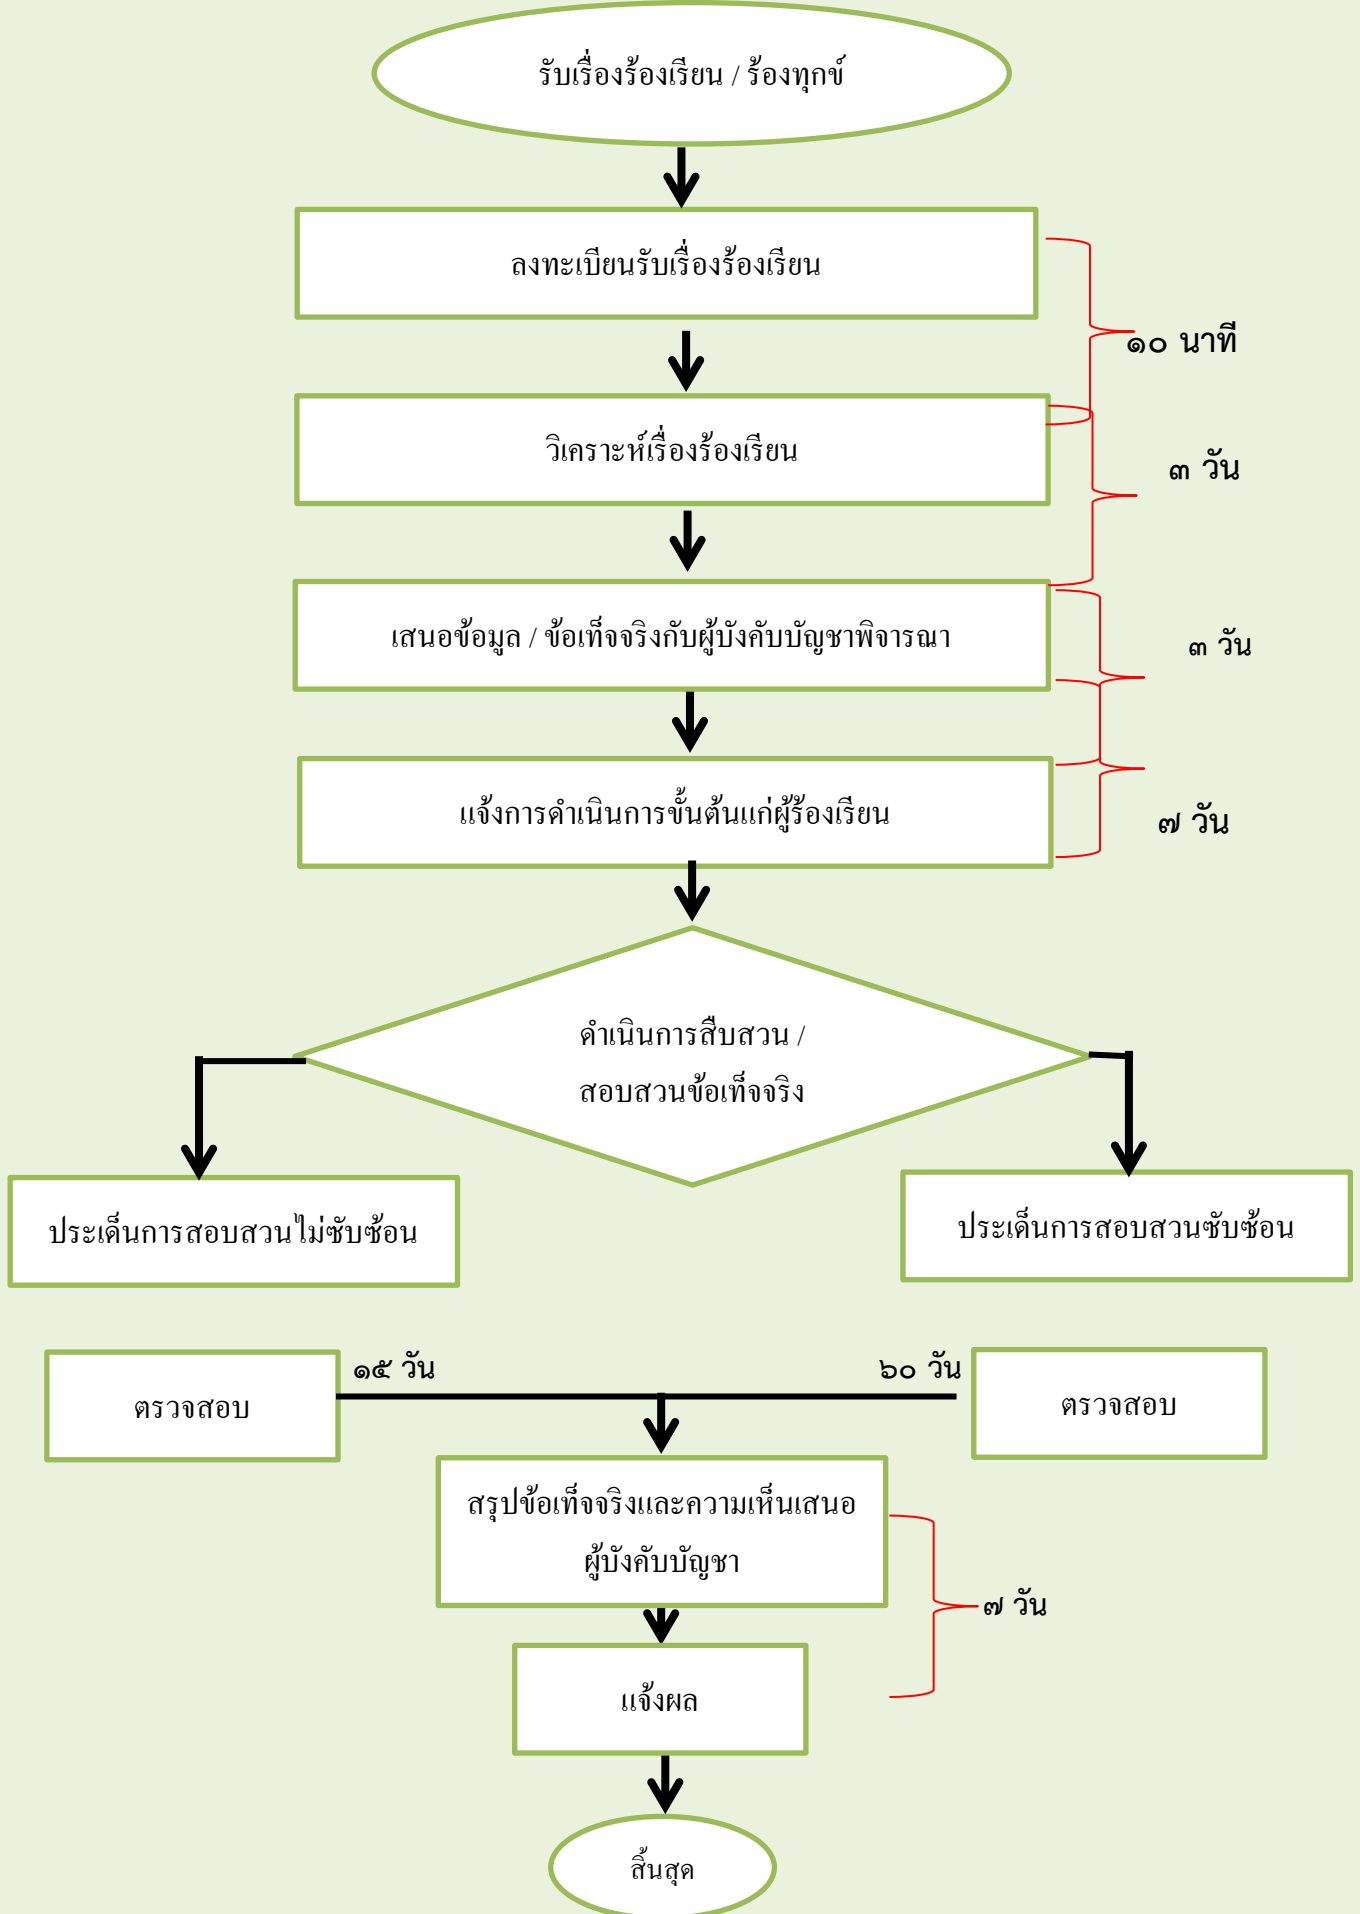 รับเรื่องร้องเรียน / ร้องทุกข์
ลงทะเบียนรับเรื่องร้องเรียน
๑๐ นาที
วิเคราะห์เรื่องร้องเรียน
๓ วัน
เสนอข้อมูล / ข้อเท็จจริงกับผู้บังคับบัญชาพิจารณา
๓ วัน
แจ้งการดำเนินการขั้นต้นแก่ผู้ร้องเรียน
๗ วัน
ดำเนินการสืบสวน /
สอบสวนข้อเท็จจริง
ประเด็นการสอบสวนไม่ซับซ้อน
ประเด็นการสอบสวนซับซ้อน
ตรวจสอบ
๑๕ วัน
๖๐ วัน
ตรวจสอบ
สรุปข้อเท็จจริงและความเห็นเสนอ
ผู้บังคับบัญชา
๗ วัน
แจ้งผล
สิ้นสุด